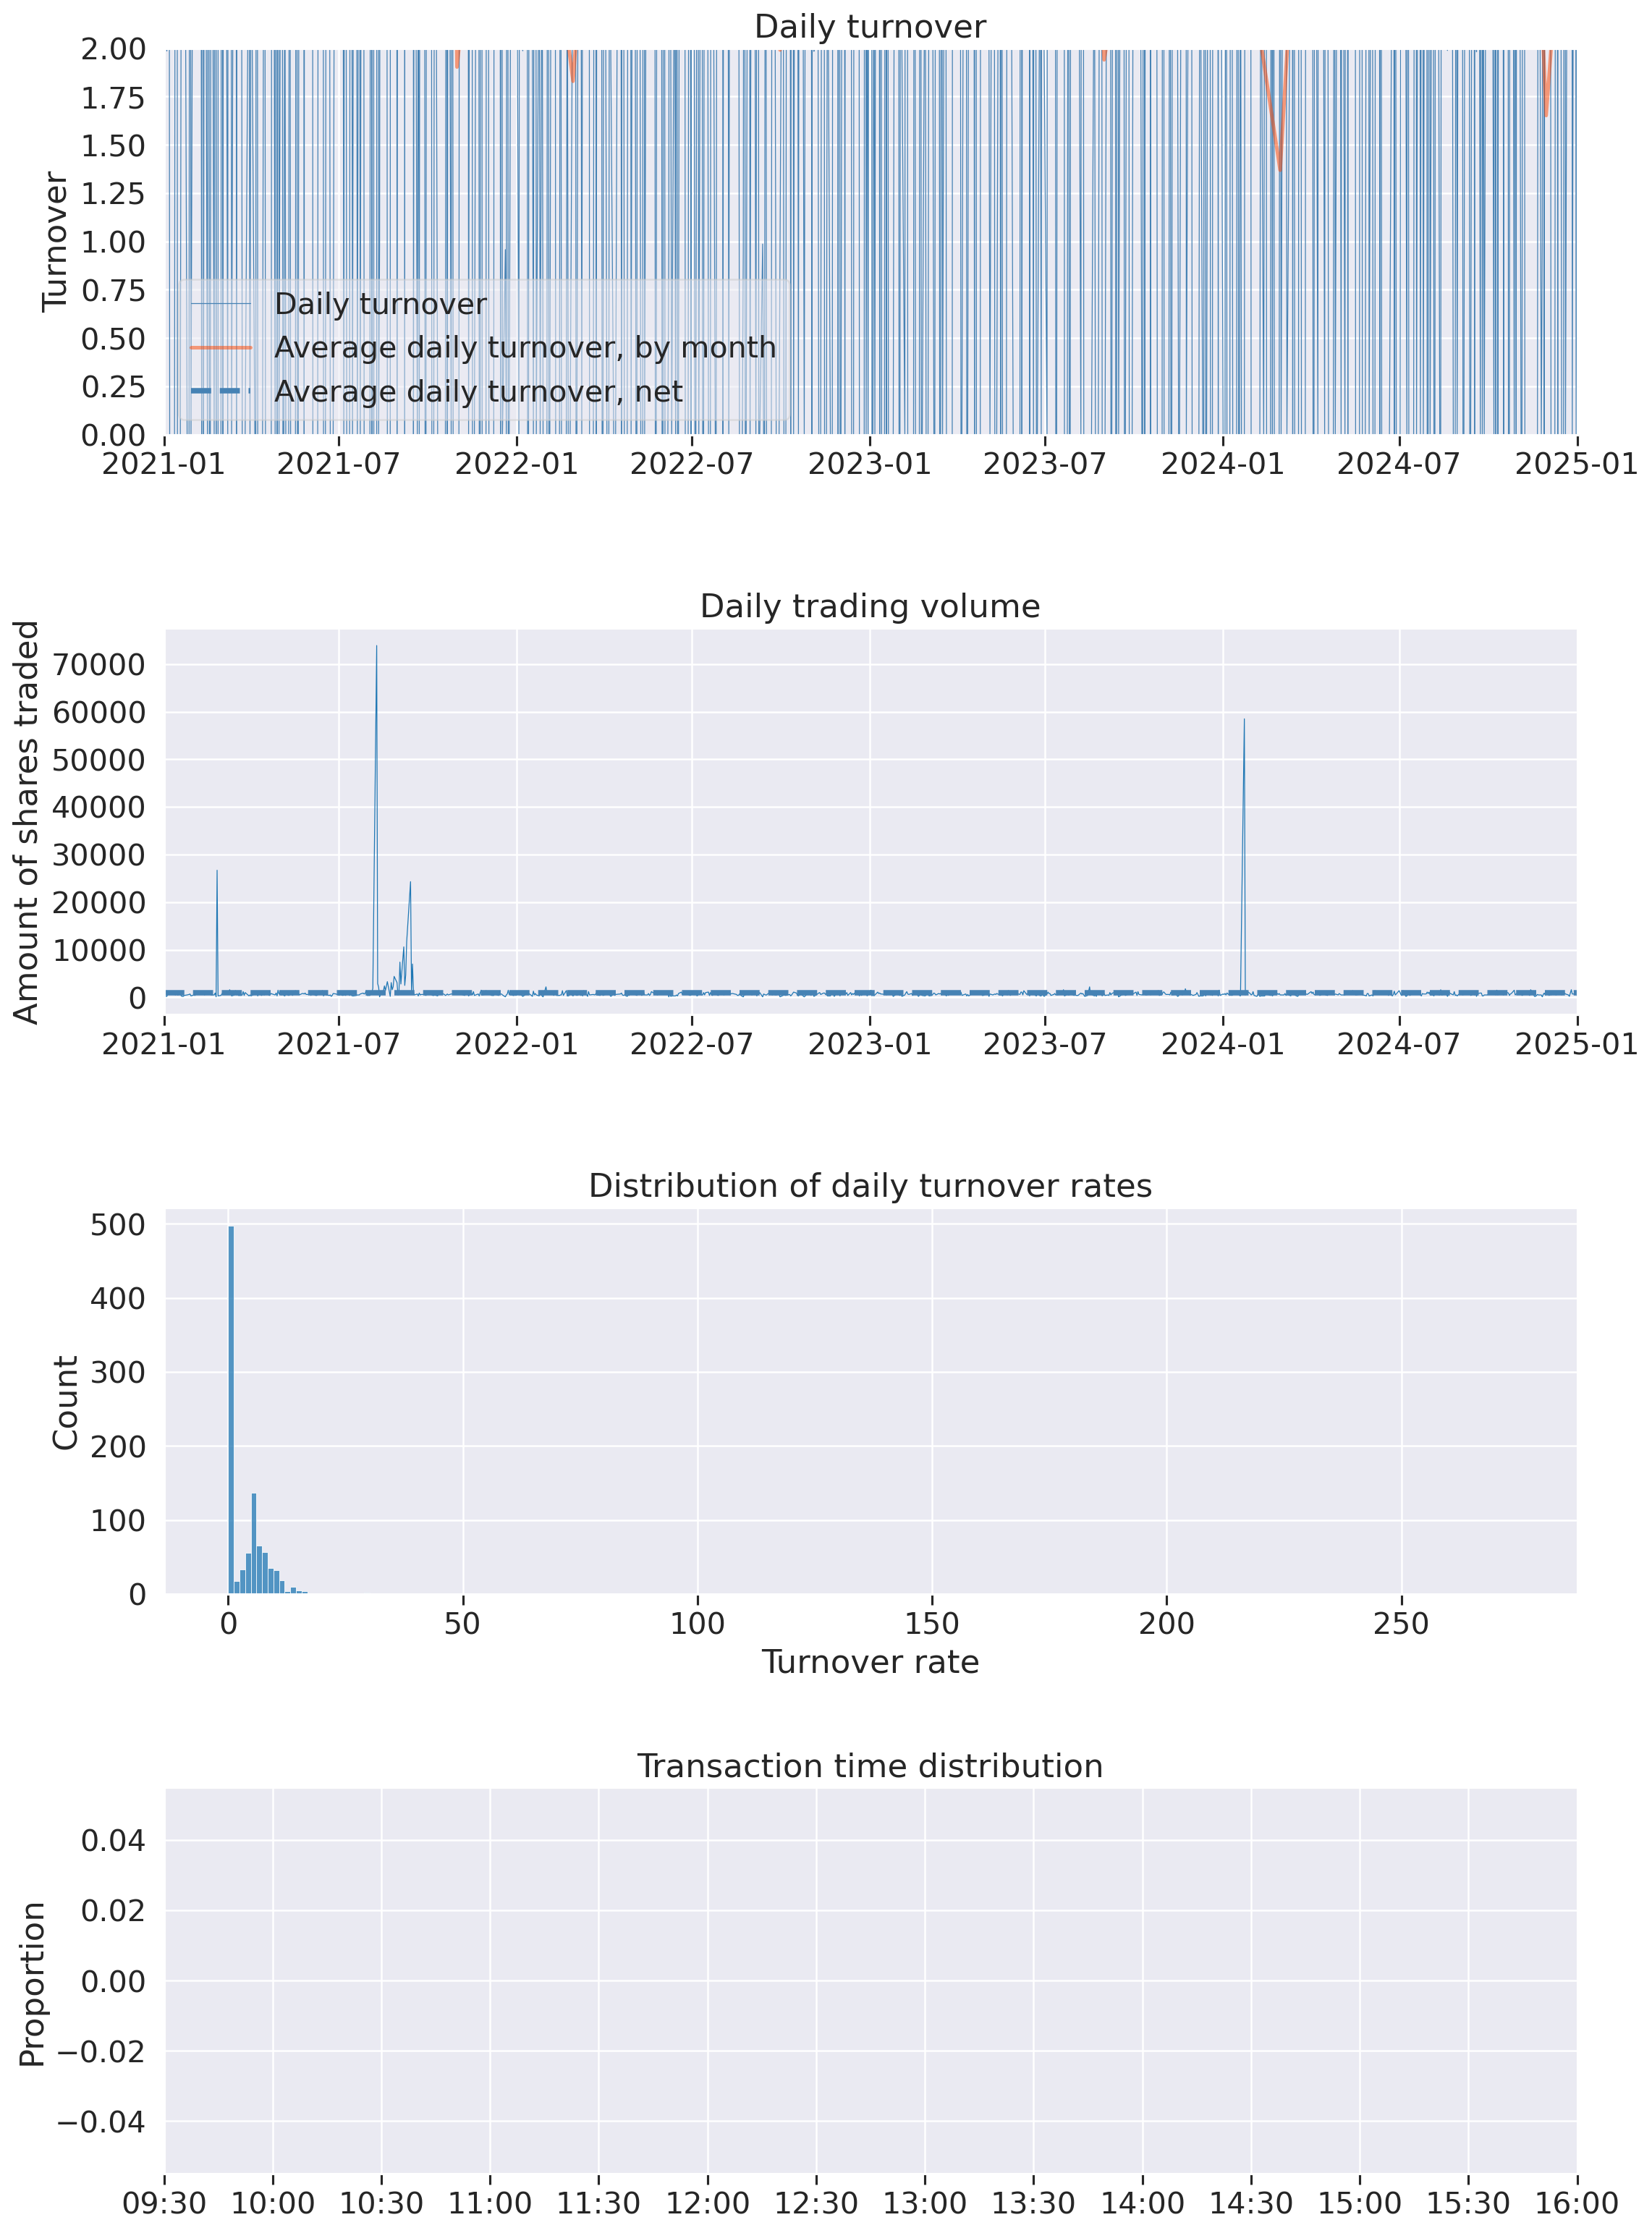 Daily turnover
2.00
1.75
1.50
1.25
1.00
0.75
0.50
0.25
0.00
Turnover
Daily turnover
Average daily turnover, by month
Average daily turnover, net
2021-01 2021-07 2022-01 2022-07 2023-01 2023-07 2024-01 2024-07 2025-01
Daily trading volume
70000
60000
50000
40000
30000
20000
10000
0
Amount of shares traded
2021-01 2021-07 2022-01 2022-07 2023-01 2023-07 2024-01 2024-07 2025-01
Distribution of daily turnover rates
500
400
300
200
100
0
Count
0 50 100 150 200 250
Turnover rate
Transaction time distribution
0.04
0.02
0.00
−0.02
−0.04
Proportion
09:30 10:00 10:30 11:00 11:30 12:00 12:30 13:00 13:30 14:00 14:30 15:00 15:30 16:00